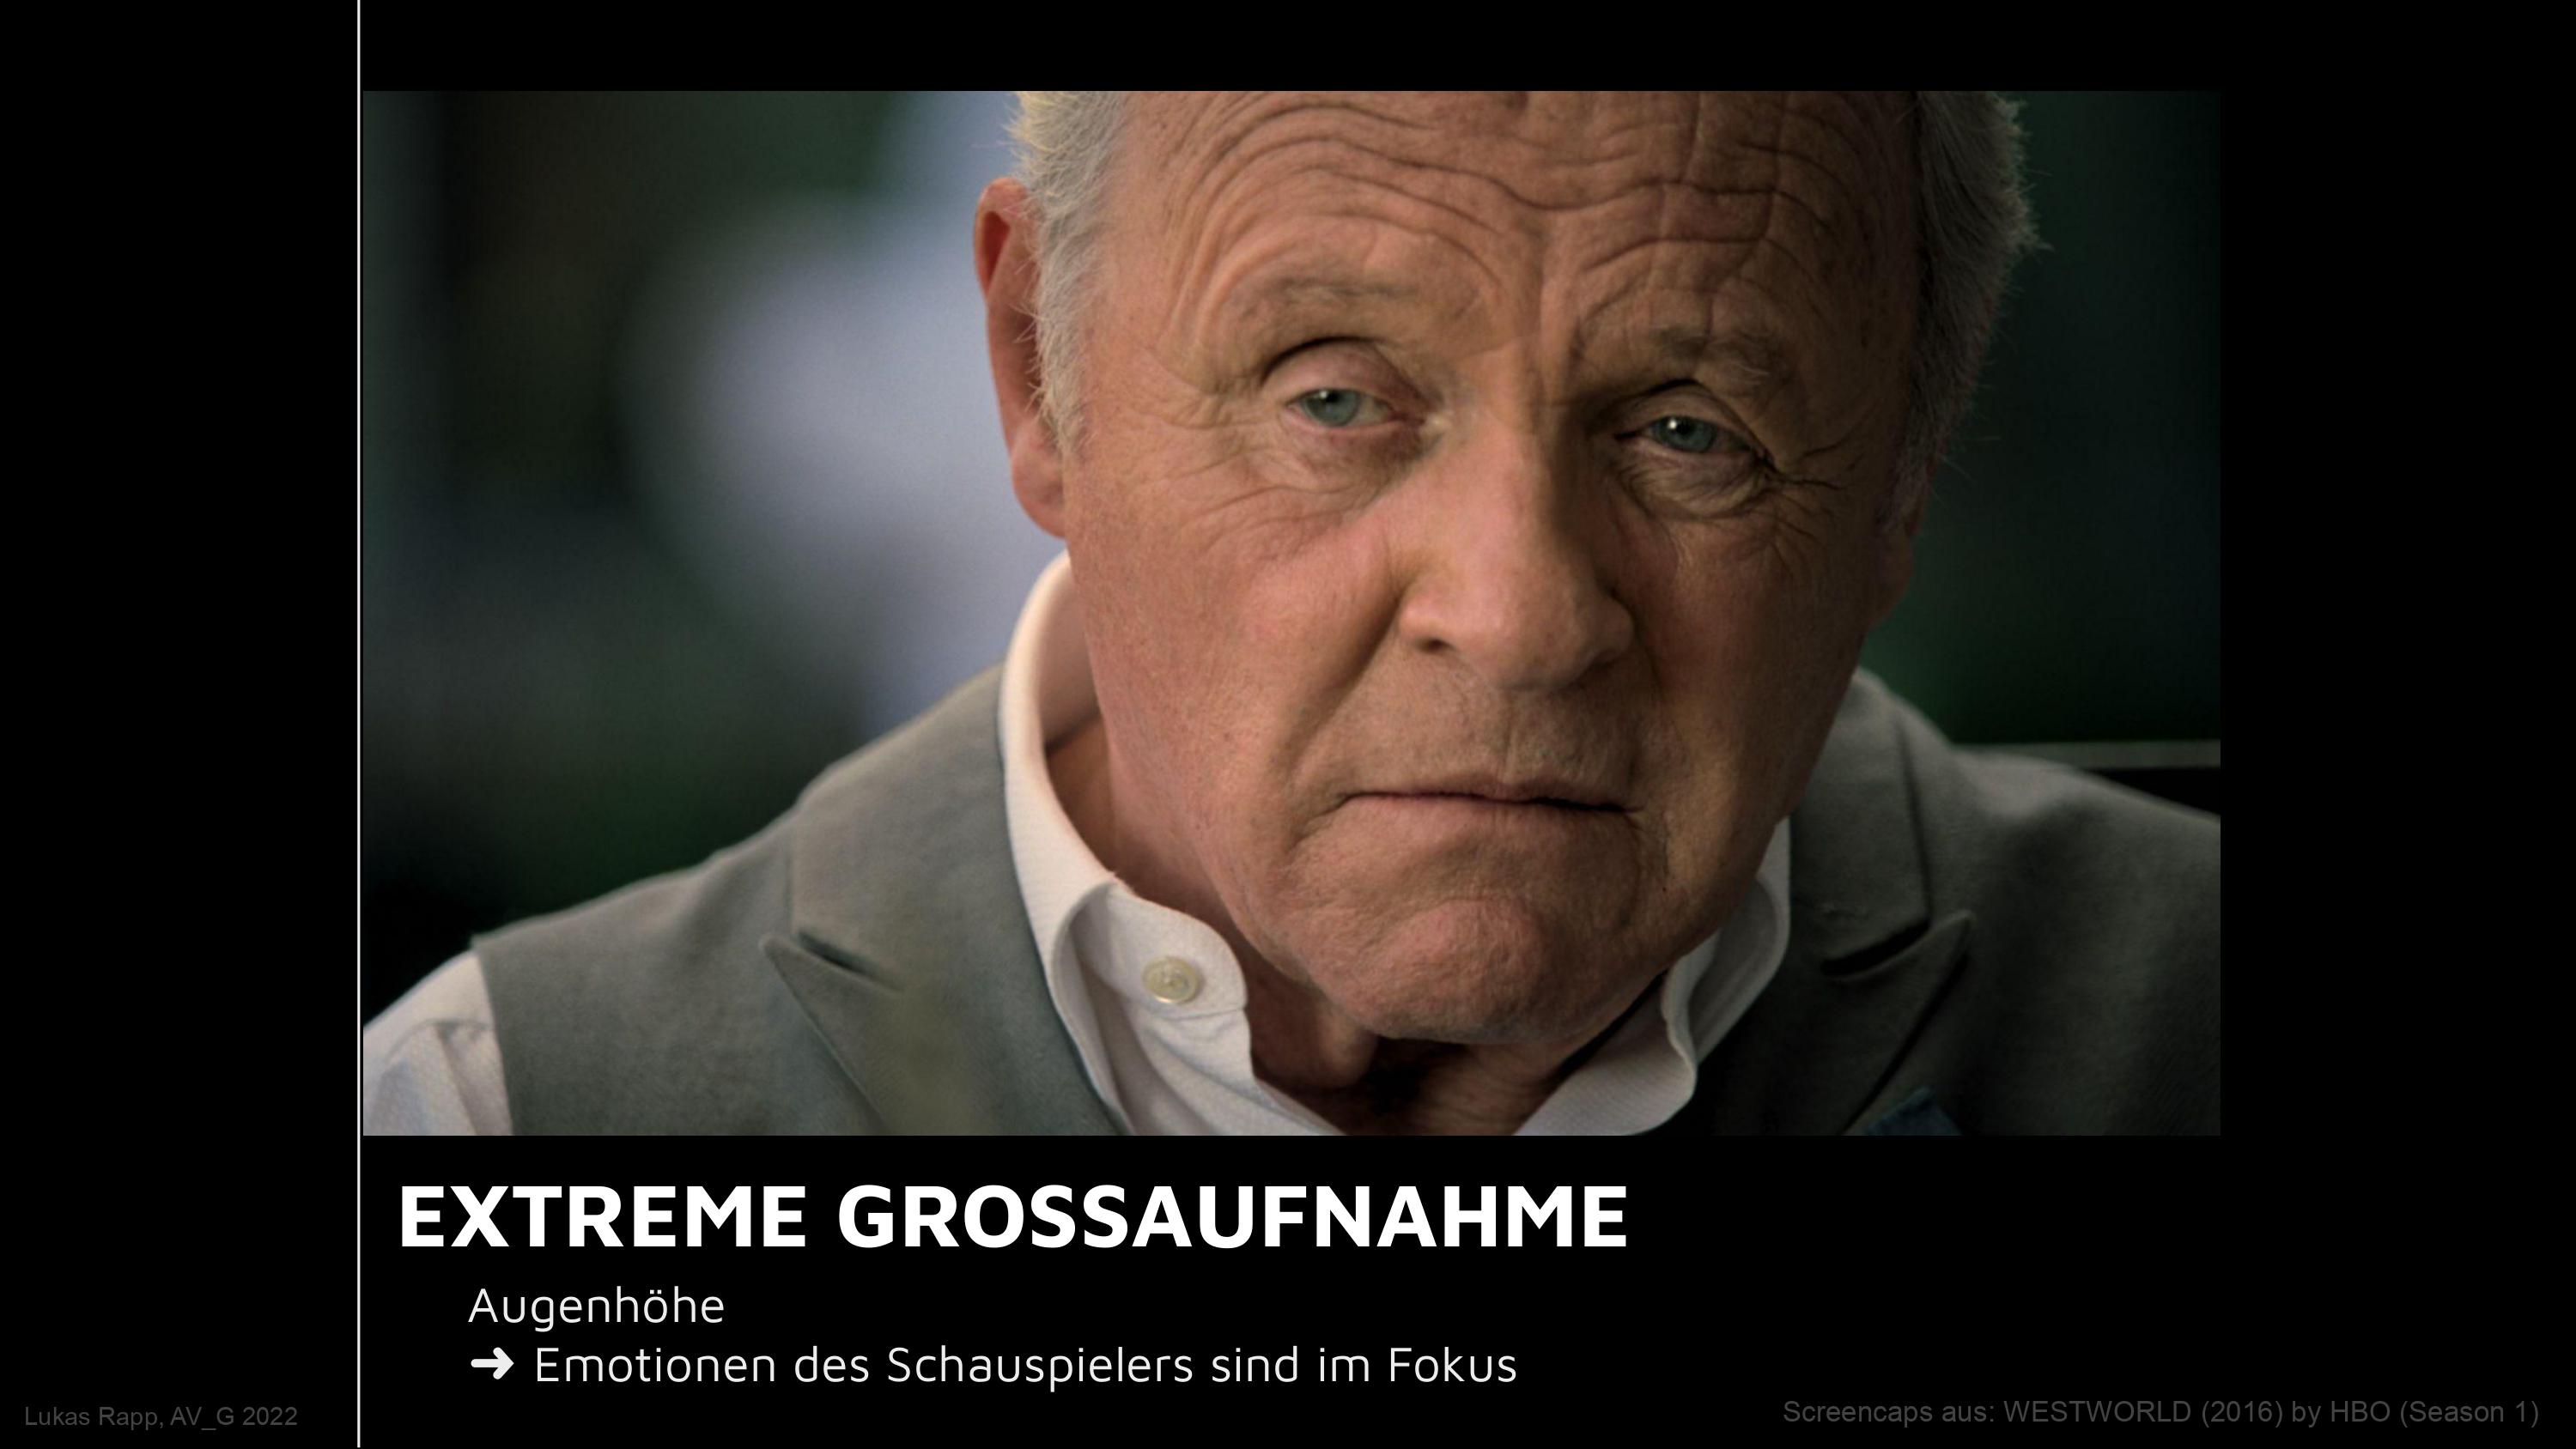 EXTREME GROSSAUFNAHME
Augenhöhe
➜ Emotionen des Schauspielers sind im Fokus
Lukas Rapp, AV_G 2022
Screencaps aus: WESTWORLD (2016) by HBO (Season 1)